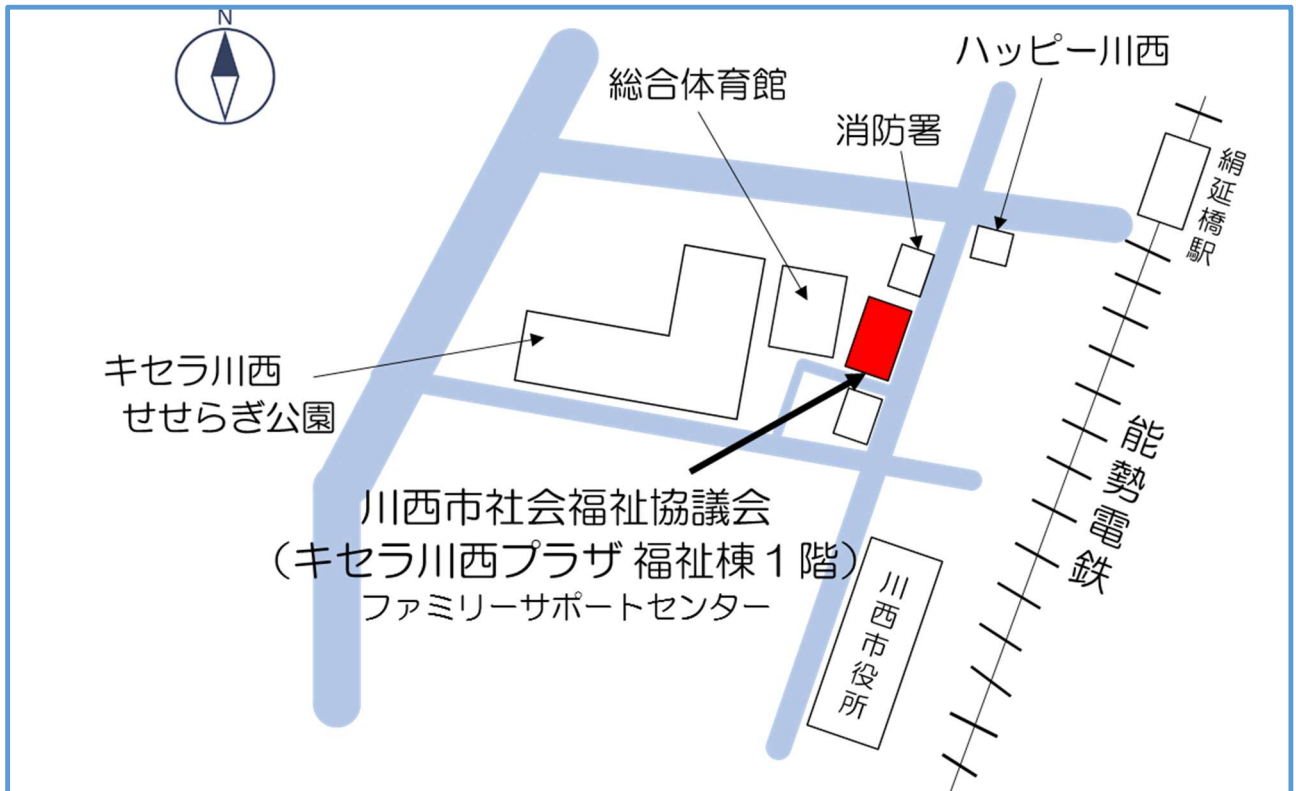 N
ハッピー川西
総合体育館
消防署
絹延橋駅
キセラ川西
せせらぎ公園
能勢電鉄
川西市社会福祉協議会
(キセラ川西プラザ 福祉棟1階)
ファミリーサポートセンター
川西市役所